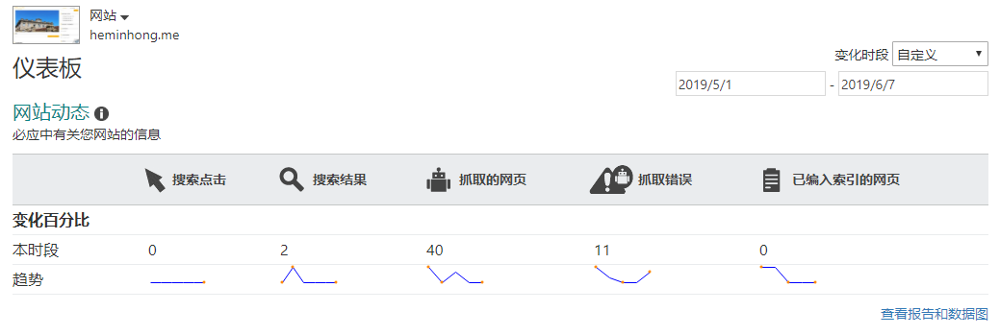 网站
heminhong.me
仪表板
变化时段 自定义
2019/5/1 - 2019/6/7
网站动态
必应中有关您网站的信息
搜索点击 搜索结果 抓取的网页 抓取错误 已编入索引的网页
变化百分比
本时段 0 2 40 11 0
趋势
查看报告和数据图